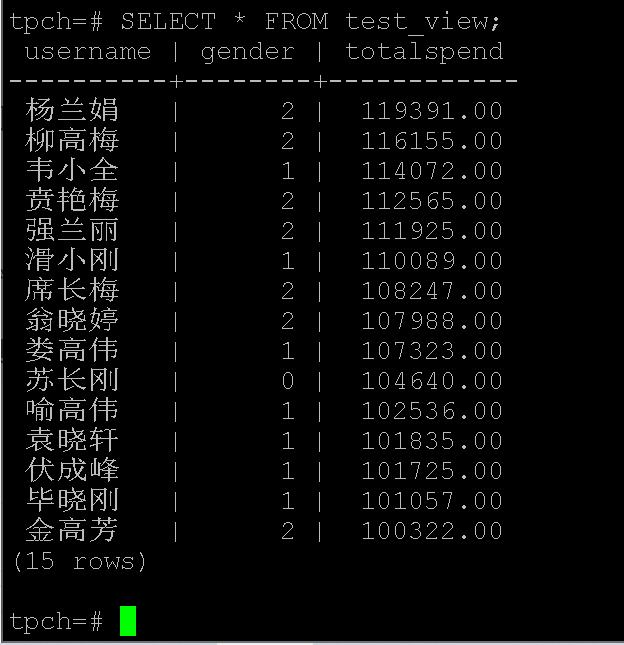 tpch=# SELECT * FROM test_view;
 username | gender | totalspend
----------+--------+------------
 杨兰娟   |      2 |  119391.00
 柳高梅   |      2 |  116155.00
 韦小全   |      1 |  114072.00
 贲艳梅   |      2 |  112565.00
 强兰丽   |      2 |  111925.00
 滑小刚   |      1 |  110089.00
 席长梅   |      2 |  108247.00
 翁晓婷   |      2 |  107988.00
 娄高伟   |      1 |  107323.00
 苏长刚   |      0 |  104640.00
 喻高伟   |      1 |  102536.00
 袁晓轩   |      1 |  101835.00
 伏成峰   |      1 |  101725.00
 毕晓刚   |      1 |  101057.00
 金高芳   |      2 |  100322.00
(15 rows)
tpch=#